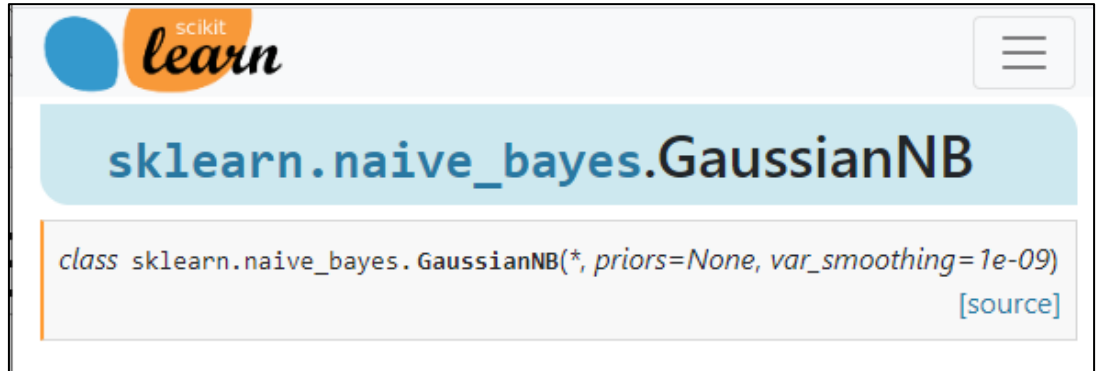 scikit
learn
sklearn.naive_bayes.GaussianNB
class sklearn.naive_bayes.GaussianNB(*, priors=None, var_smoothing=1e-09)
[source]